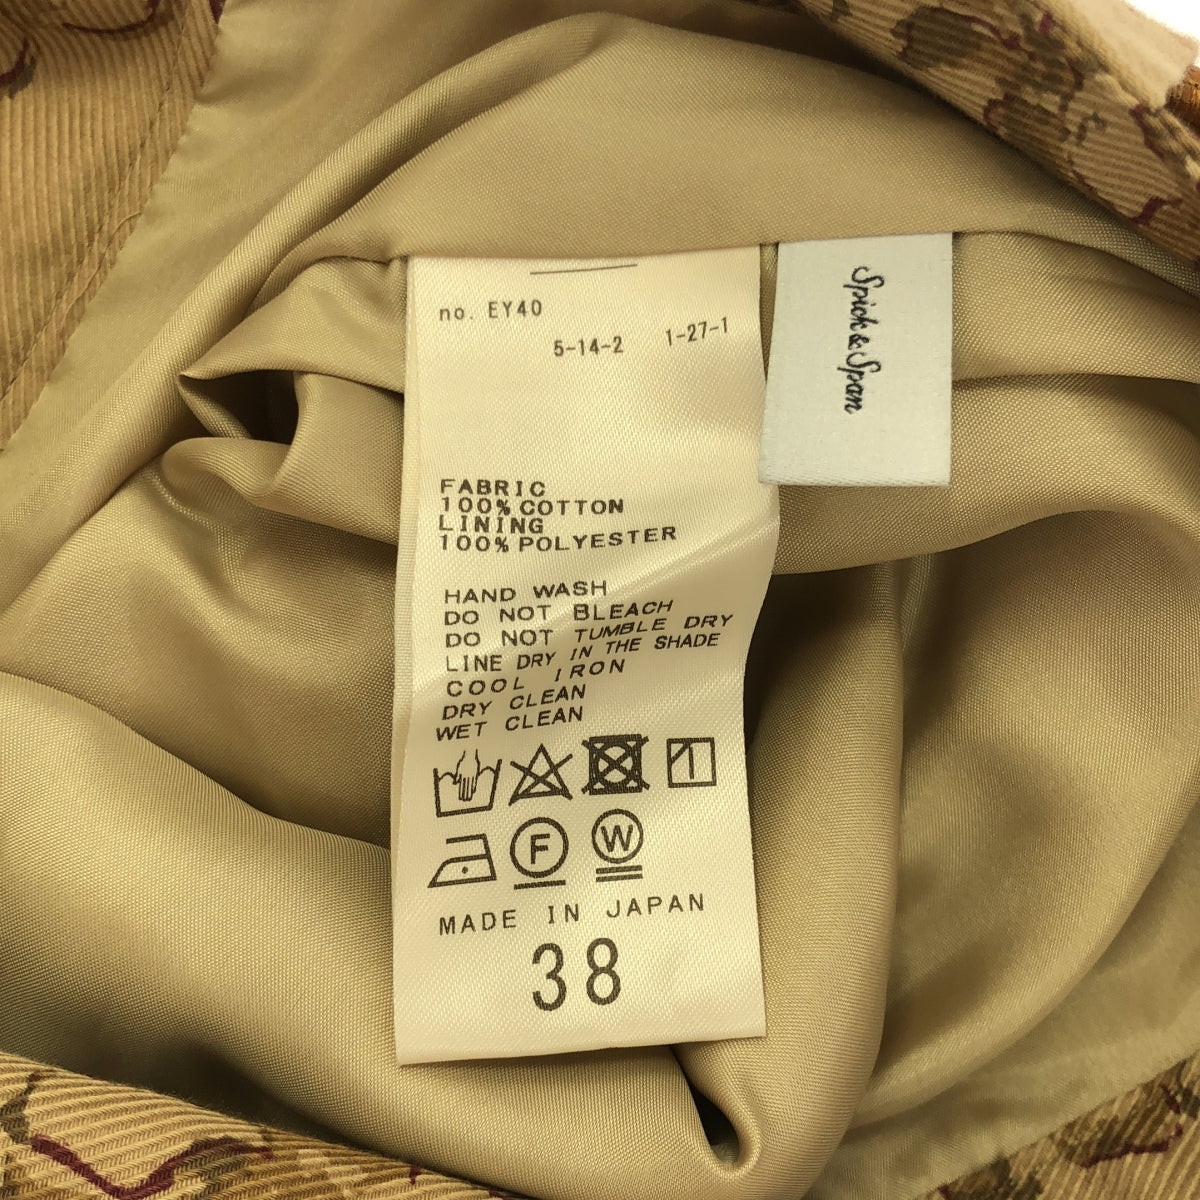 no. EY40
5-14-2 1-27-1
Spick&Span
FABRIC
100% COTTON
LINING
100% POLYESTER
HAND WASH
DO NOT BLEACH
DO NOT TUMBLE DRY
LINE DRY IN THE SHADE
COOL IRON
DRY CLEAN
WET CLEAN
F W
MADE IN JAPAN
38